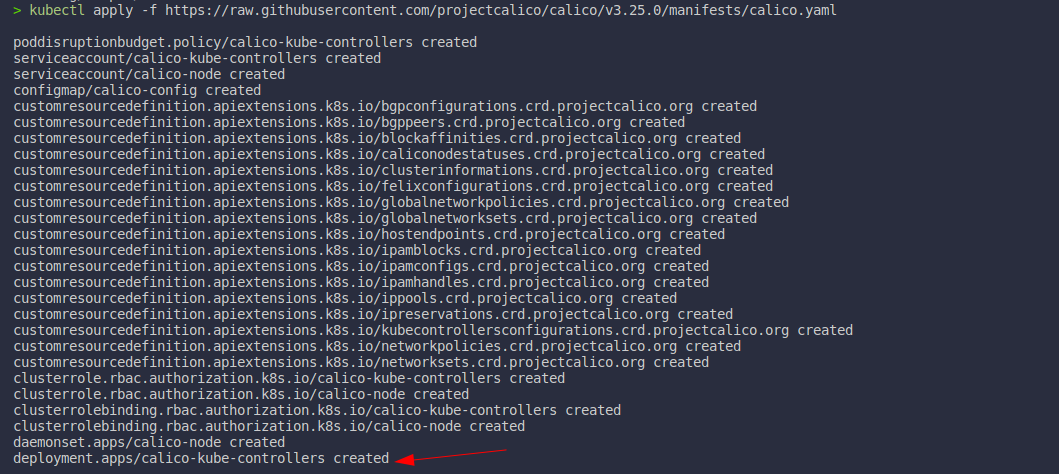 > kubectl apply -f https://raw.githubusercontent.com/projectcalico/calico/v3.25.0/manifests/calico.yaml
poddisruptionbudget.policy/calico-kube-controllers created
serviceaccount/calico-kube-controllers created
serviceaccount/calico-node created
configmap/calico-config created
customresourcedefinition.apiextensions.k8s.io/bgpconfigurations.crd.projectcalico.org created
customresourcedefinition.apiextensions.k8s.io/bgppeers.crd.projectcalico.org created
customresourcedefinition.apiextensions.k8s.io/blockaffinities.crd.projectcalico.org created
customresourcedefinition.apiextensions.k8s.io/caliconodestatuses.crd.projectcalico.org created
customresourcedefinition.apiextensions.k8s.io/clusterinformations.crd.projectcalico.org created
customresourcedefinition.apiextensions.k8s.io/felixconfigurations.crd.projectcalico.org created
customresourcedefinition.apiextensions.k8s.io/globalnetworkpolicies.crd.projectcalico.org created
customresourcedefinition.apiextensions.k8s.io/globalnetworksets.crd.projectcalico.org created
customresourcedefinition.apiextensions.k8s.io/hostendpoints.crd.projectcalico.org created
customresourcedefinition.apiextensions.k8s.io/ipamblocks.crd.projectcalico.org created
customresourcedefinition.apiextensions.k8s.io/ipamconfigs.crd.projectcalico.org created
customresourcedefinition.apiextensions.k8s.io/ipamhandles.crd.projectcalico.org created
customresourcedefinition.apiextensions.k8s.io/ippools.crd.projectcalico.org created
customresourcedefinition.apiextensions.k8s.io/ipreservations.crd.projectcalico.org created
customresourcedefinition.apiextensions.k8s.io/kubecontrollersconfigurations.crd.projectcalico.org created
customresourcedefinition.apiextensions.k8s.io/networkpolicies.crd.projectcalico.org created
customresourcedefinition.apiextensions.k8s.io/networksets.crd.projectcalico.org created
clusterrole.rbac.authorization.k8s.io/calico-kube-controllers created
clusterrole.rbac.authorization.k8s.io/calico-node created
clusterrolebinding.rbac.authorization.k8s.io/calico-kube-controllers created
clusterrolebinding.rbac.authorization.k8s.io/calico-node created
daemonset.apps/calico-node created
deployment.apps/calico-kube-controllers created